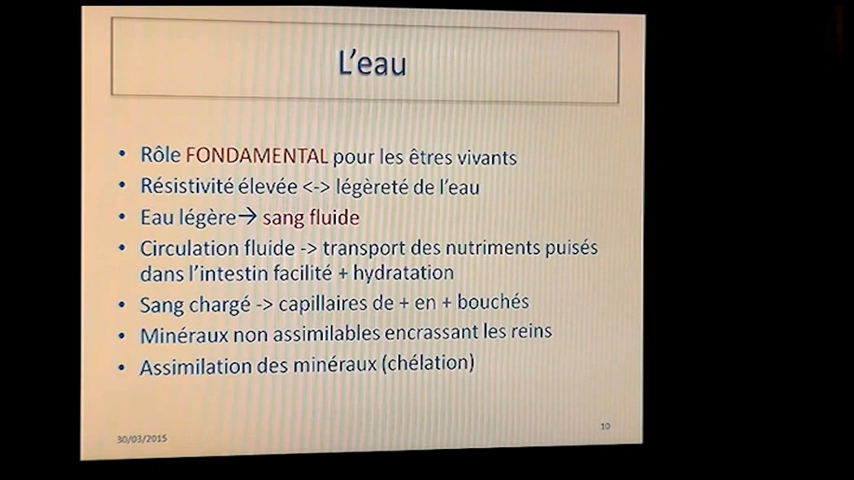 L'eau
• Rôle FONDAMENTAL pour les êtres vivants
• Résistivité élevée <-> légèreté de l'eau
• Eau légère→ sang fluide
• Circulation fluide -> transport des nutriments puisés
dans l'intestin facilité + hydratation
• Sang chargé -> capillaires de + en + bouchés
• Minéraux non assimilables encrassant les reins
• Assimilation des minéraux (chélation)
30/03/2015
10